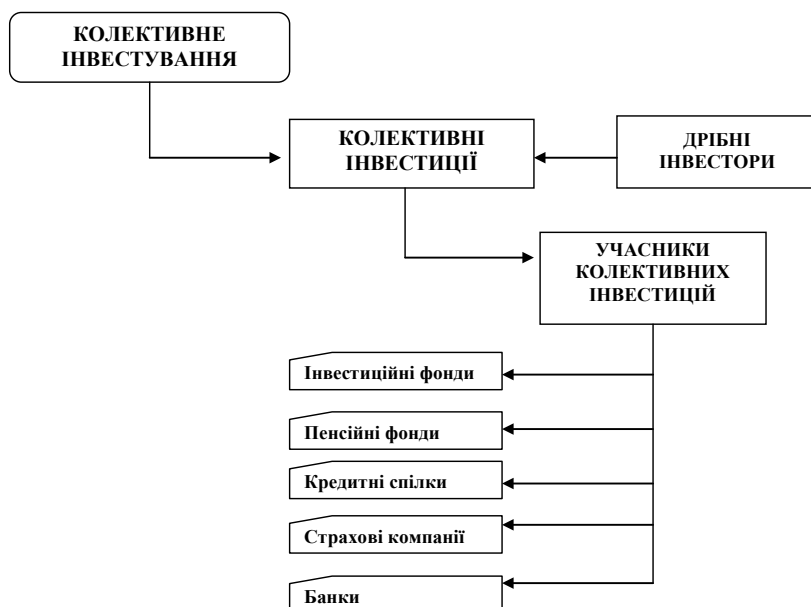 КОЛЕКТИВНЕ
ІНВЕСТУВАННЯ
КОЛЕКТИВНІ
ІНВЕСТИЦІЇ
ДРІБНІ
ІНВЕСТОРИ
УЧАСНИКИ
КОЛЕКТИВНИХ
ІНВЕСТИЦІЙ
Інвестиційні фонди
Пенсійні фонди
Кредитні спілки
Страхові компанії
Банки